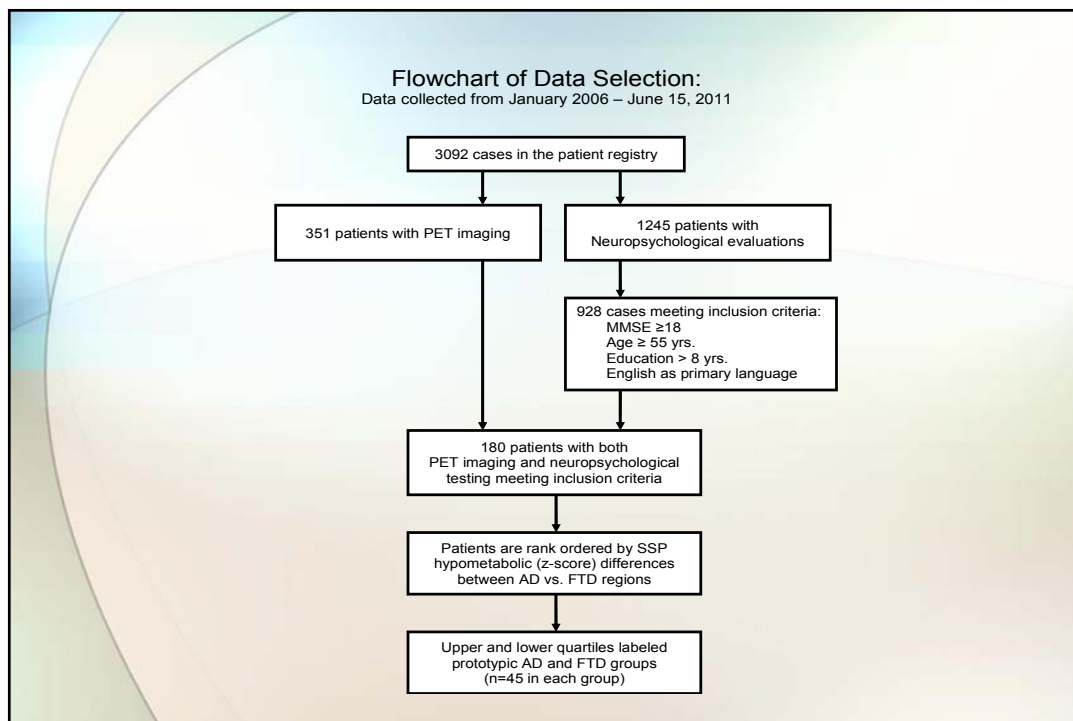 Flowchart of Data Selection:
Data collected from January 2006 – June 15, 2011
3092 cases in the patient registry
351 patients with PET imaging
1245 patients with
Neuropsychological evaluations
928 cases meeting inclusion criteria:
MMSE ≥18
Age ≥ 55 yrs.
Education > 8 yrs.
English as primary language
180 patients with both
PET imaging and neuropsychological
testing meeting inclusion criteria
Patients are rank ordered by SSP
hypometabolic (z-score) differences
between AD vs. FTD regions
Upper and lower quartiles labeled
prototypic AD and FTD groups
(n=45 in each group)